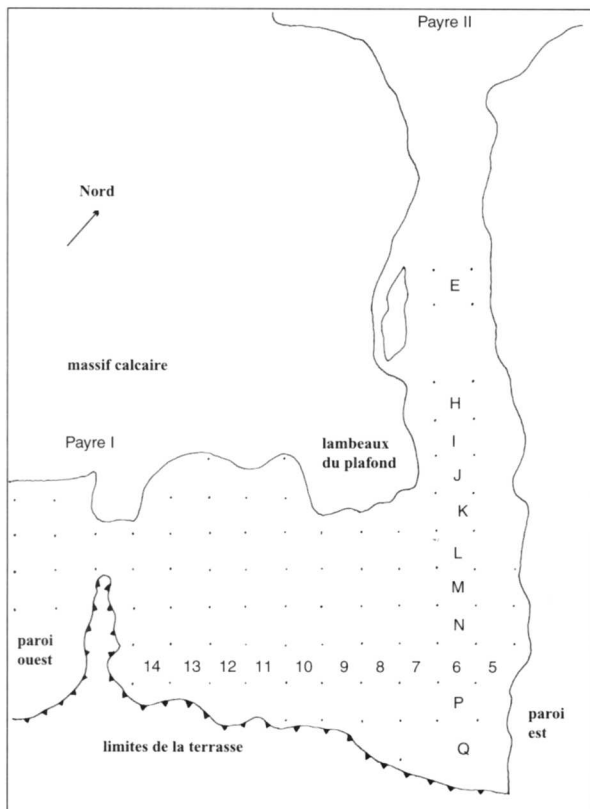 Payre II
Nord
E
massif calcaire
H
Payre I
lambeaux
du plafond
I
J
K
L
M
N
paroi
ouest
14 13 12 11 10 9 8 7 6 5
P
paroi
est
limites de la terrasse
Q